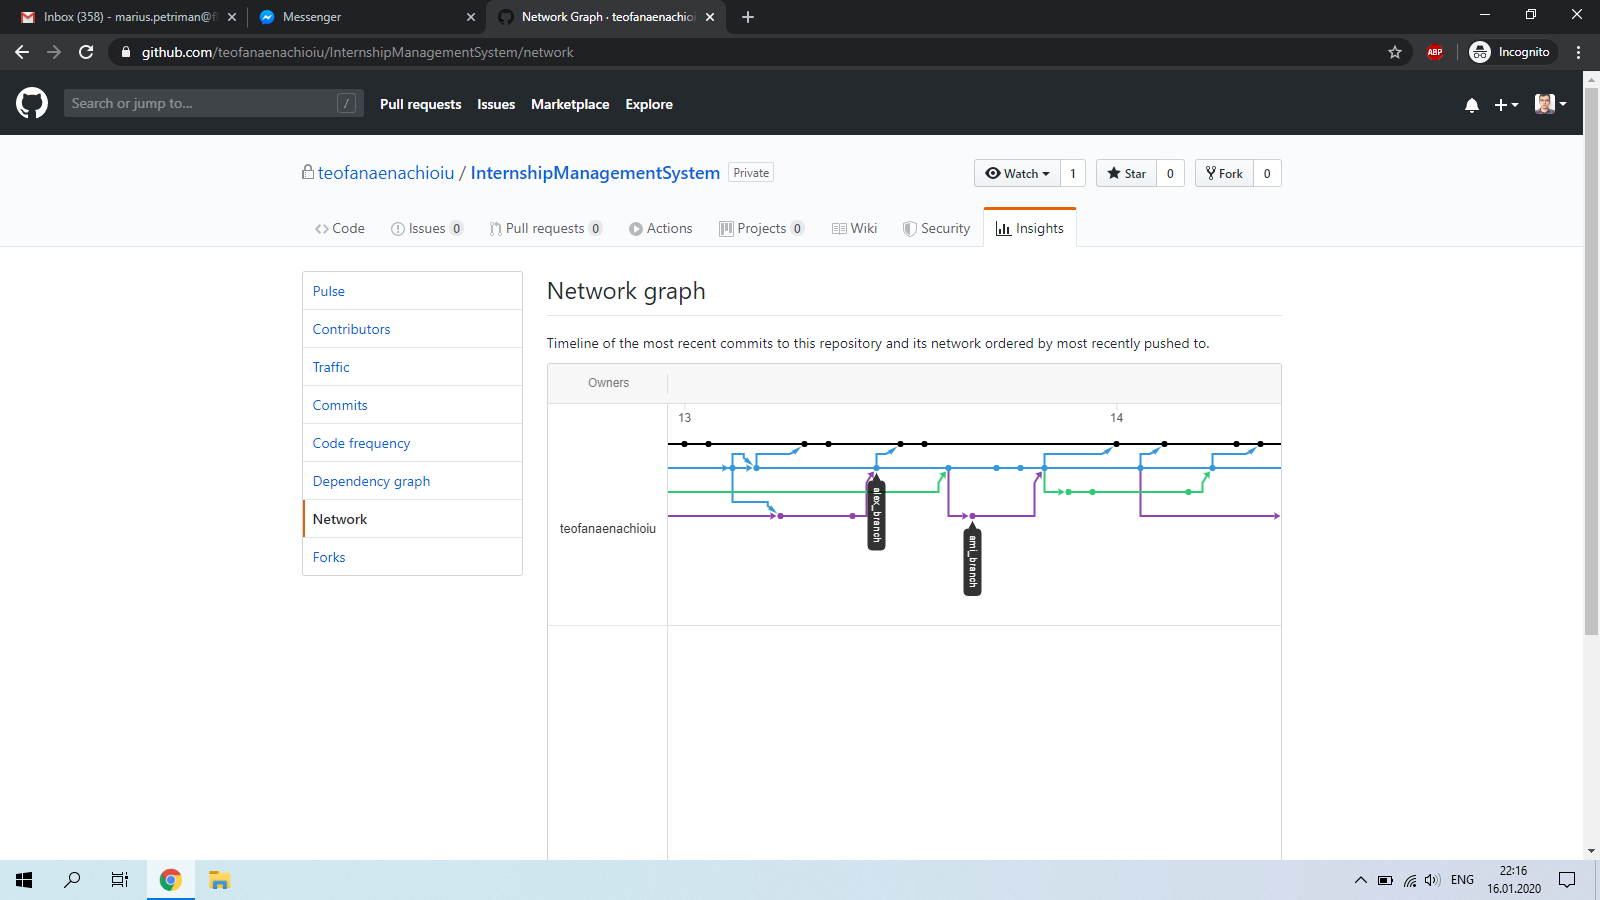 Inbox (358) - marius.petriman@
Messenger
Network Graph · teofanaenachioi
github.com/teofanaenachioiu/InternshipManagementSystem/network
ABP
Incognito
Search or jump to...
/
Pull requests
Issues
Marketplace
Explore
teofanaenachioiu / InternshipManagementSystem
Private
Watch
1
Star
0
Fork
0
Code
Issues 0
Pull requests 0
Actions
Projects 0
Wiki
Security
Insights
Pulse
Contributors
Traffic
Commits
Code frequency
Dependency graph
Network
Forks
Network graph
Timeline of the most recent commits to this repository and its network ordered by most recently pushed to.
Owners
13
14
teofanaenachioiu
alex_branch
ami_branch
ENG
22:16
16.01.2020